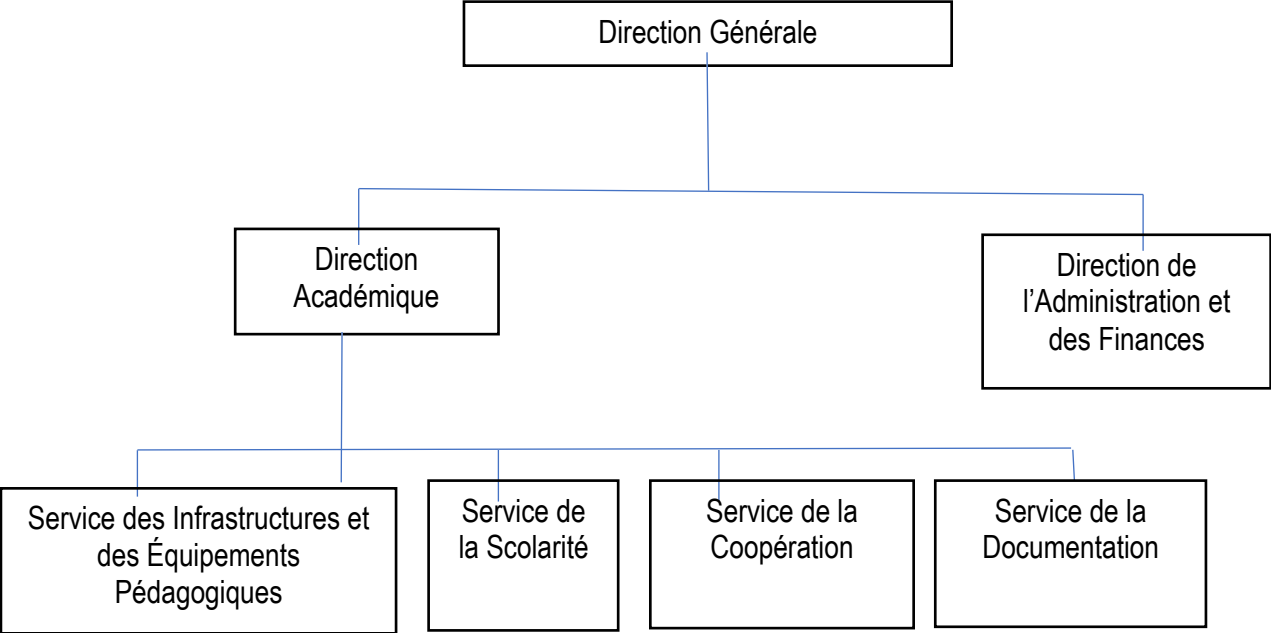 Direction Générale
Direction
Académique
Direction de
l’Administration et
des Finances
Service des Infrastructures et
des Équipements
Pédagogiques
Service de
la Scolarité
Service de la
Coopération
Service de la
Documentation